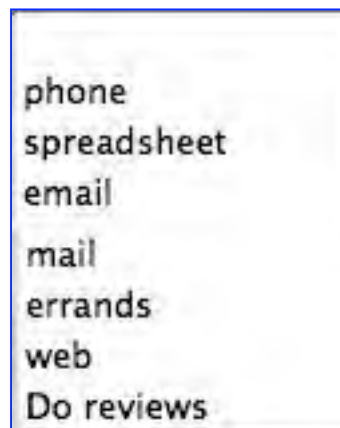 phone
spreadsheet
email
mail
errands
web
Do reviews